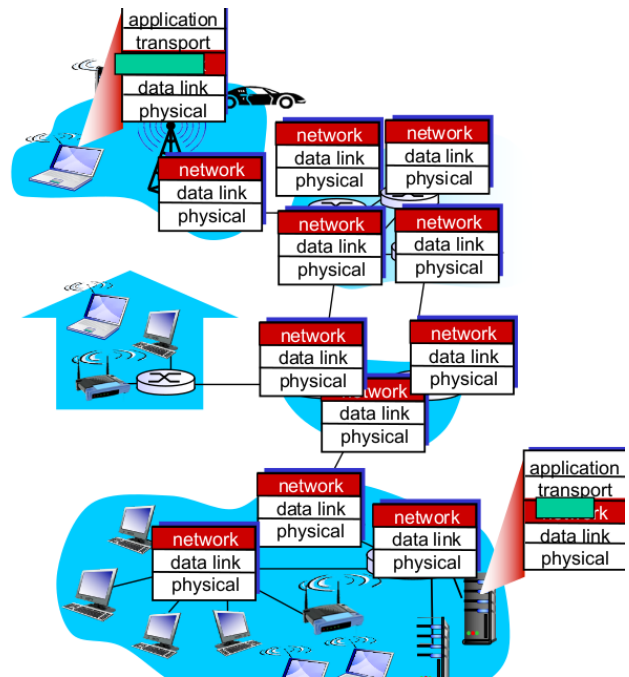 application
transport
data link
physical
network
data link
physical
network
data link
physical
network
data link
physical
network
data link
physical
network
data link
physical
network
data link
physical
network
data link
physical
network
data link
physical
network
data link
physical
application
transport
data link
physical
network
data link
physical
network
data link
physical